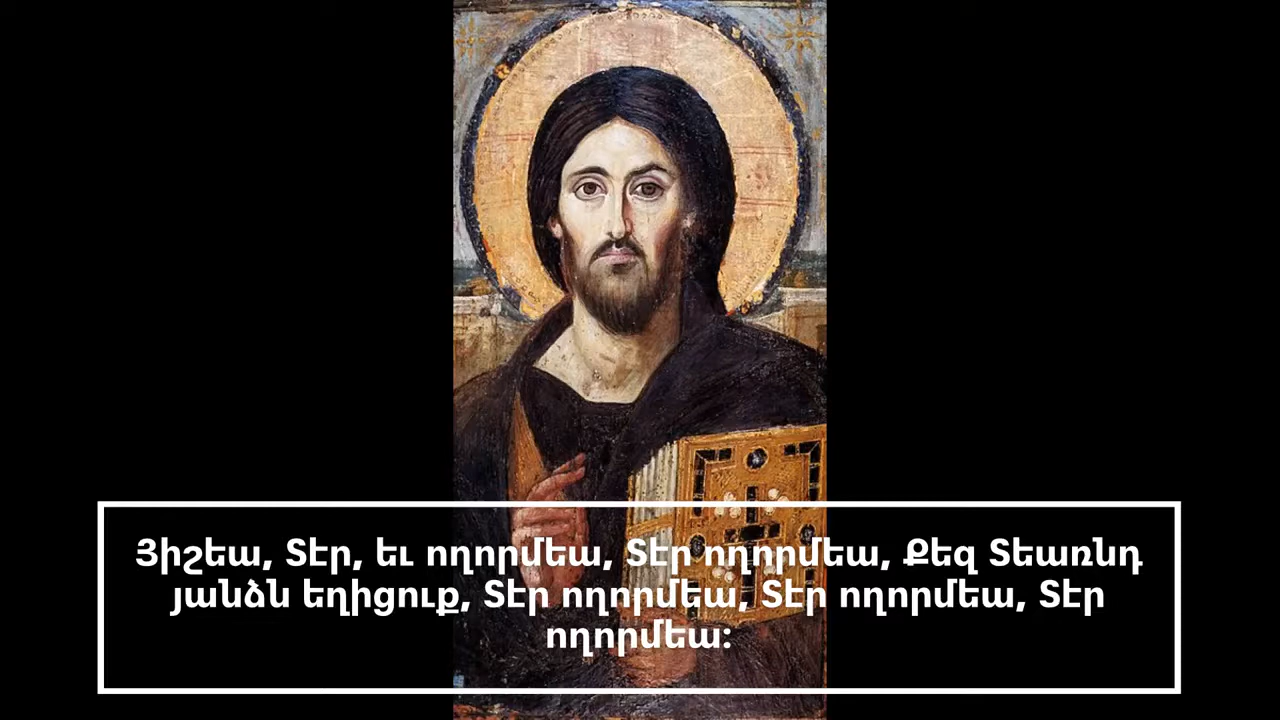 Յիշեա, Տէր, եւ ողորմեա, Տէր ողորմեա, Քեզ Տեառնդ
յանձն եղիցուք, Տէր ողորմեա, Տէր ողորմեա, Տէր
ողորմեա: